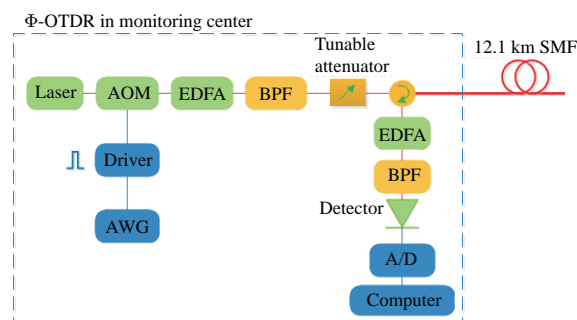 Φ-OTDR in monitoring center
Tunable
attenuator
12.1 km SMF
Laser
AOM
EDFA
BPF
EDFA
Driver
BPF
Detector
AWG
A/D
Computer